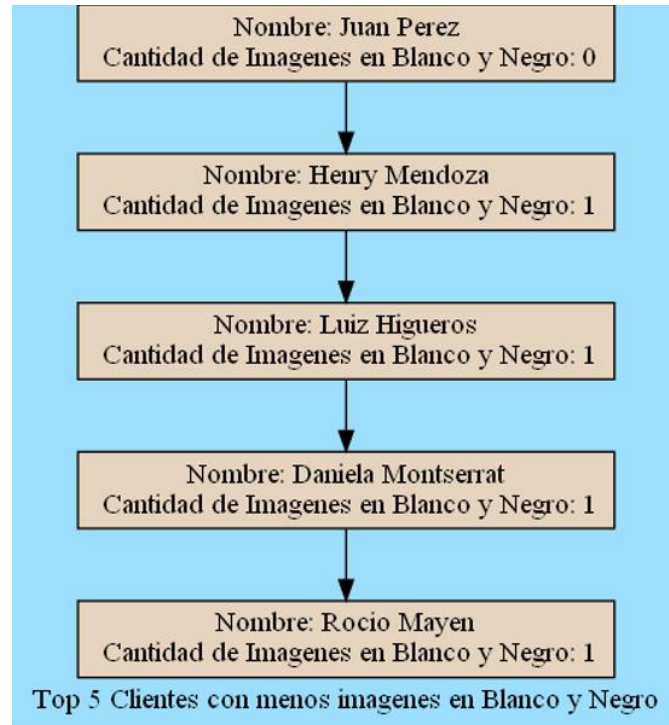 Nombre: Juan Perez
Cantidad de Imagenes en Blanco y Negro: 0
Nombre: Henry Mendoza
Cantidad de Imagenes en Blanco y Negro: 1
Nombre: Luiz Higueros
Cantidad de Imagenes en Blanco y Negro: 1
Nombre: Daniela Montserrat
Cantidad de Imagenes en Blanco y Negro: 1
Nombre: Rocio Mayen
Cantidad de Imagenes en Blanco y Negro: 1
Top 5 Clientes con menos imagenes en Blanco y Negro